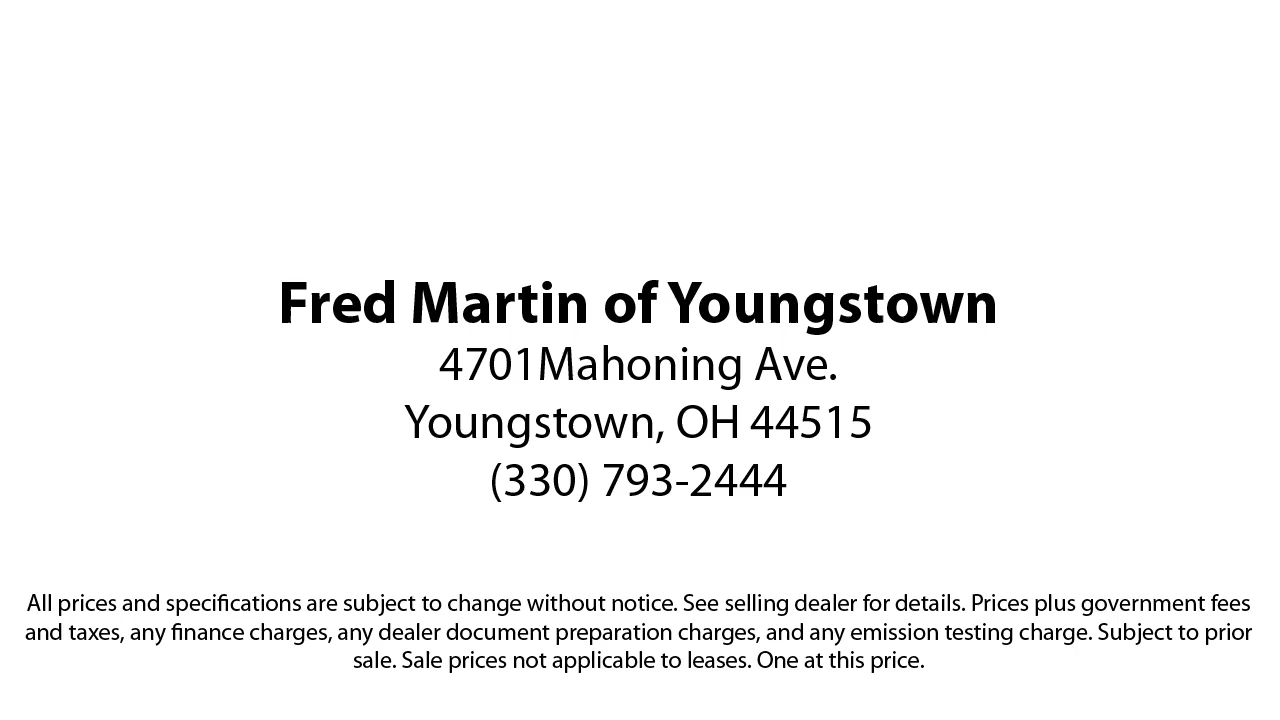 Fred Martin of Youngstown
4701Mahoning Ave.
Youngstown, OH 44515
(330) 793-2444
All prices and specifications are subject to change without notice. See selling dealer for details. Prices plus government fees
and taxes, any finance charges, any dealer document preparation charges, and any emission testing charge. Subject to prior
sale. Sale prices not applicable to leases. One at this price.